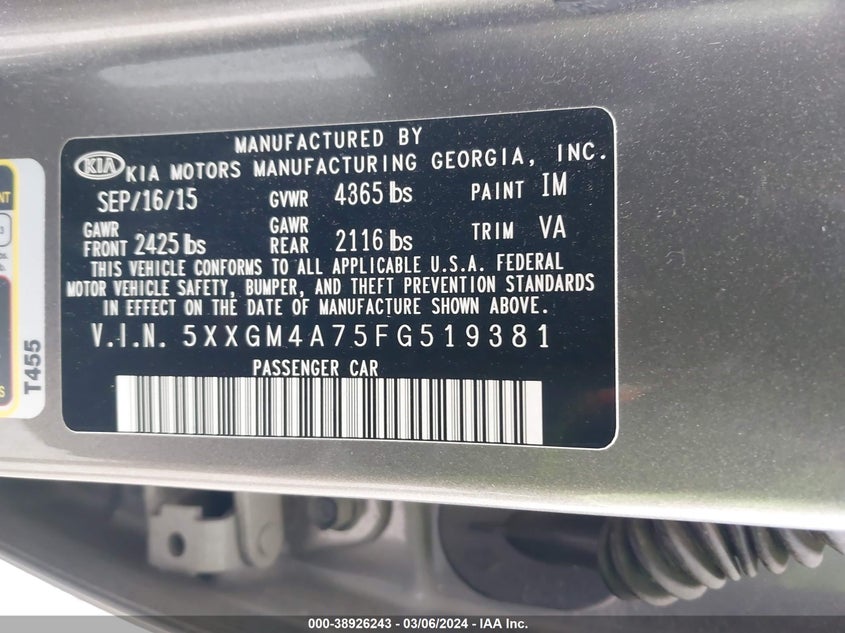 MANUFACTURED BY
KIA KIA MOTORS MANUFACTURING GEORGIA, INC.
SEP/16/15 GVWR 4365 lbs PAINT IM
GAWR FRONT 2425 lbs GAWR REAR 2116 lbs TRIM VA
THIS VEHICLE CONFORMS TO ALL APPLICABLE U.S.A. FEDERAL
MOTOR VEHICLE SAFETY, BUMPER, AND THEFT PREVENTION STANDARDS
IN EFFECT ON THE DATE OF MANUFACTURE SHOWN ABOVE.
V.I.N. 5XXGM4A75FG519381
PASSENGER CAR
T455
000-38926243 - 03/06/2024 - IAA Inc.